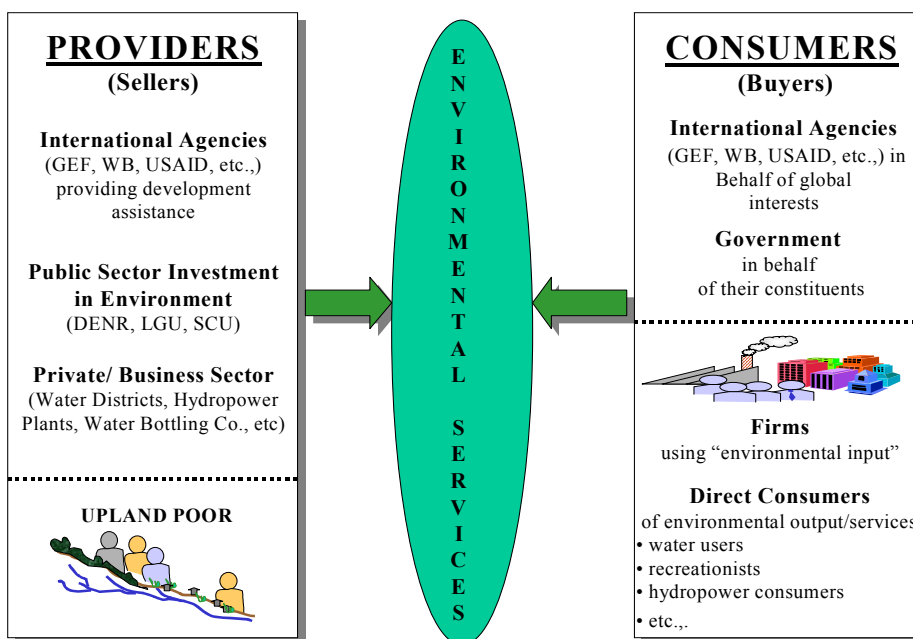 PROVIDERS
(Sellers)
International Agencies
(GEF, WB, USAID, etc.,)
providing development
assistance
Public Sector Investment
in Environment
(DENR, LGU, SCU)
Private/ Business Sector
(Water Districts, Hydropower
Plants, Water Bottling Co., etc)
UPLAND POOR
ENVIRONMENTAL SERVICES
CONSUMERS
(Buyers)
International Agencies
(GEF, WB, USAID, etc.,) in
Behalf of global
interests
Government
in behalf
of their constituents
Firms
using “environmental input”
Direct Consumers
of environmental output/services
• water users
• recreationists
• hydropower consumers
• etc.,.